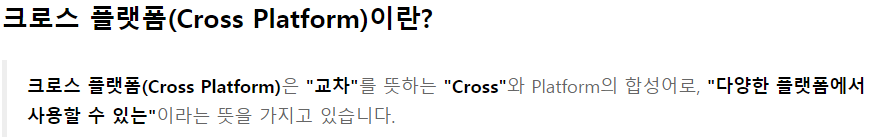 크로스 플랫폼(Cross Platform)이란?
크로스 플랫폼(Cross Platform)은 "교차"를 뜻하는 "Cross"와 Platform의 합성어로, "다양한 플랫폼에서
사용할 수 있는"이라는 뜻을 가지고 있습니다.